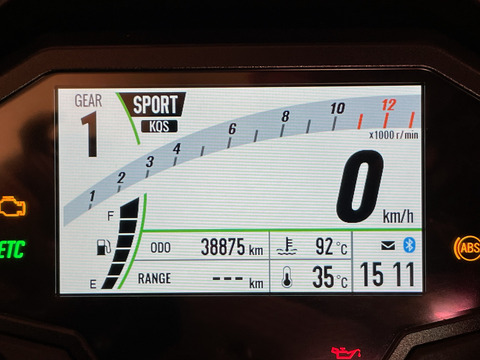 GEAR
1
SPORT
KQS
1 2 3 4 6 8 10 12
x1000 r/min
0 km/h
F
E
ODO 38875 km
RANGE --- km
92 °C
35 °C
15 11
ETC
ABS